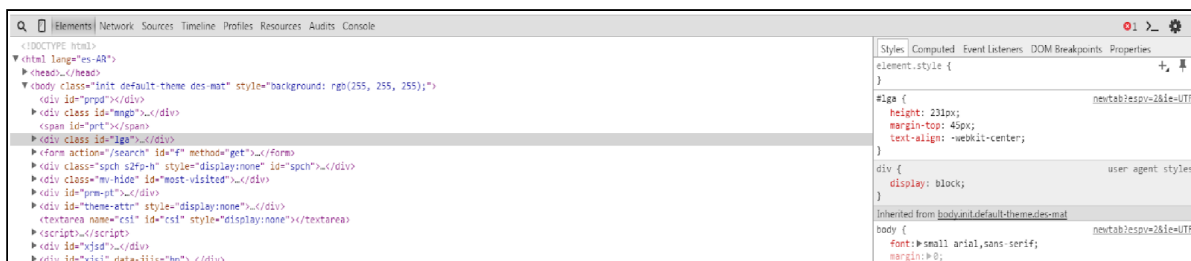 Elements Network Sources Timeline Profiles Resources Audits Console
1
<!DOCTYPE html>
<html lang="es-AR">
<head>…</head>
<body class="init default-theme des-mat" style="background: rgb(255, 255, 255);">
<div id="prpd"></div>
<div class id="mngb">…</div>
<span id="prt"></span>
<div class id="lga">…</div>
<form action="/search" id="f" method="get">…</form>
<div class="spch s2fp-h" style="display:none" id="spch">…</div>
<div class="mv-hide" id="most-visited">…</div>
<div id="prm-pt">…</div>
<div id="theme-attr" style="display:none">…</div>
<textarea name="csi" id="csi" style="display:none"></textarea>
<script>…</script>
<div id="xjsd">…</div>
<div id="xjsi" data-jiis="bp">…</div>
Styles Computed Event Listeners DOM Breakpoints Properties
element.style {
}
#lga { newtab?espv=2&ie=UTF
height: 231px;
margin-top: 45px;
text-align: -webkit-center;
}
div { user agent styles
display: block;
}
Inherited from body.init.default-theme.des-mat
body { newtab?espv=2&ie=UTF
font: small arial,sans-serif;
margin: 0;